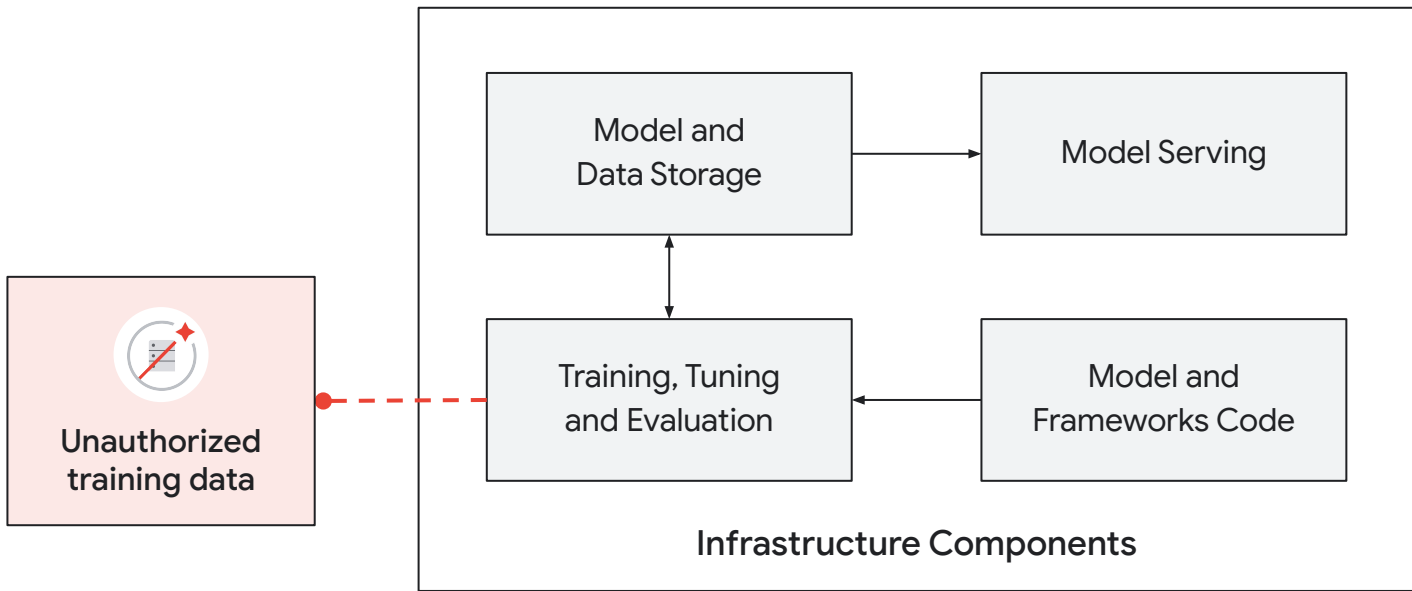 Model and
Data Storage
Model Serving
Unauthorized
training data
Training, Tuning
and Evaluation
Model and
Frameworks Code
Infrastructure Components